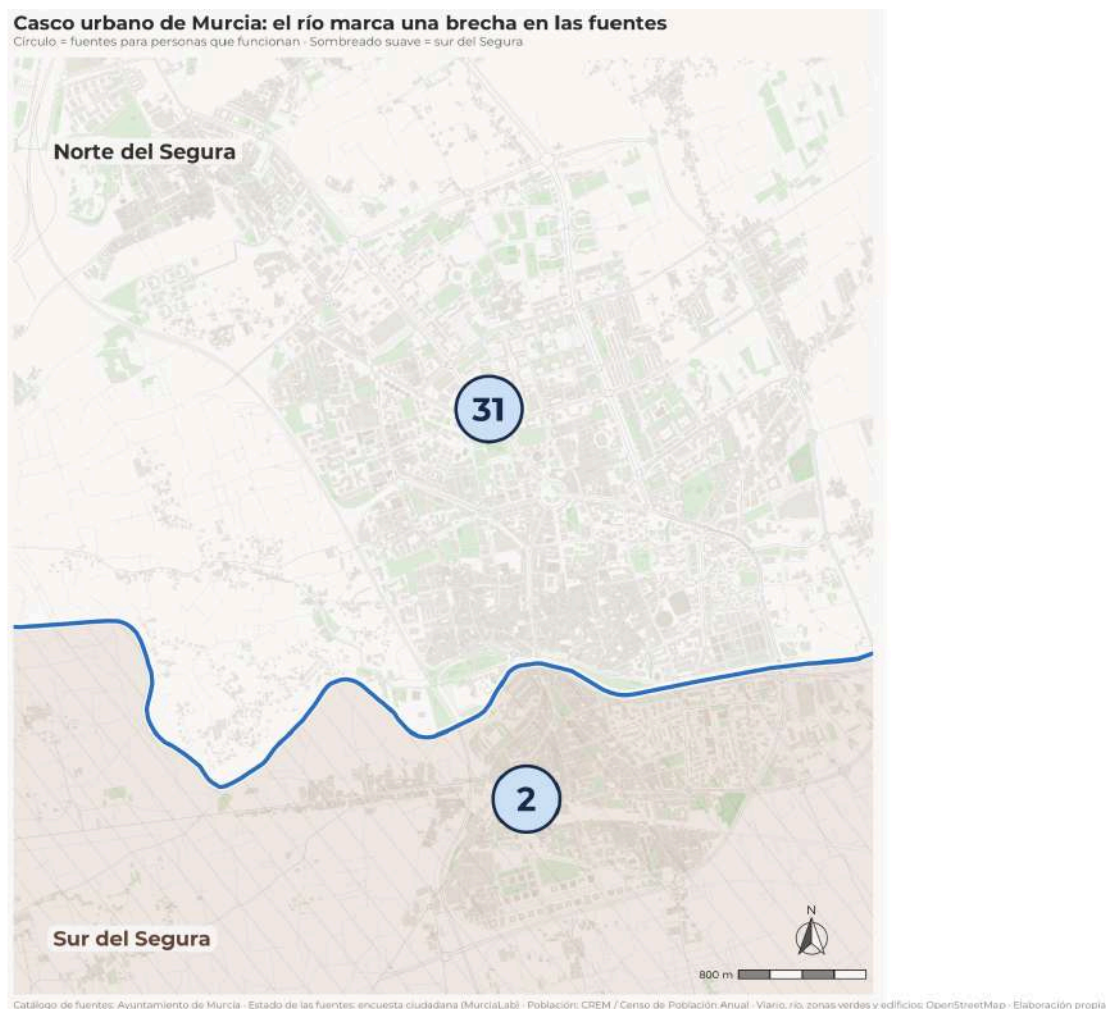 Casco urbano de Murcia: el río marca una brecha en las fuentes
Círculo = fuentes para personas que funcionan · Sombreado suave = sur del Segura
Norte del Segura
31
2
Sur del Segura
N
800 m
Catálogo de fuentes: Ayuntamiento de Murcia · Estado de las fuentes: encuesta ciudadana (MurciaLab) · Población: CREM / Censo de Población Anual · Viario, río, zonas verdes y edificios: OpenStreetMap · Elaboración propia